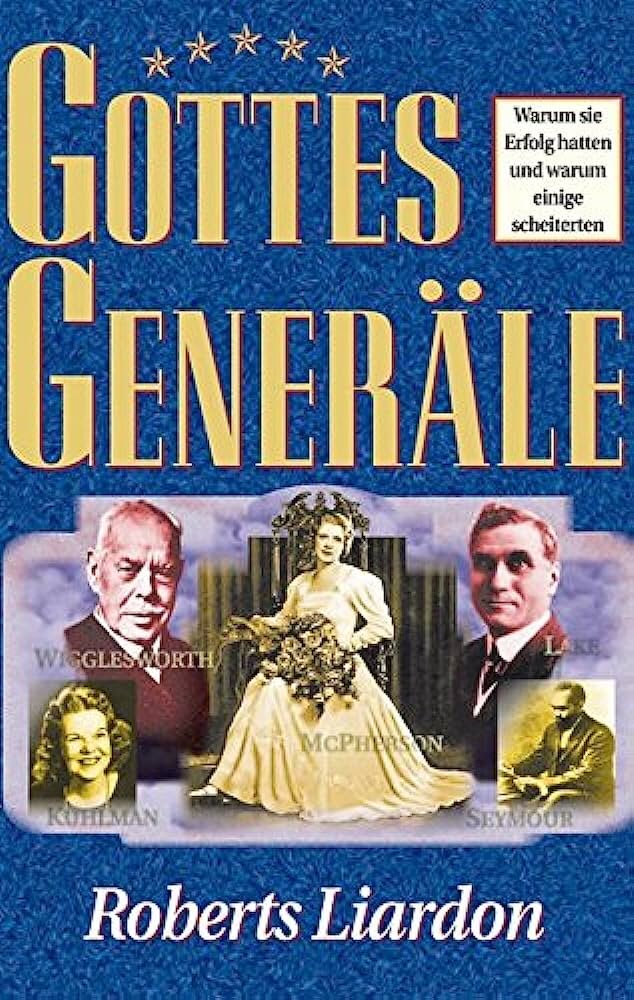 GOTTES
GENERÄLE
Warum sie
Erfolg hatten
und warum
einige
scheiterten
WIGGLESWORTH
LAKE
MCPHERSON
KUHLMAN
SEYMOUR
Roberts Liardon